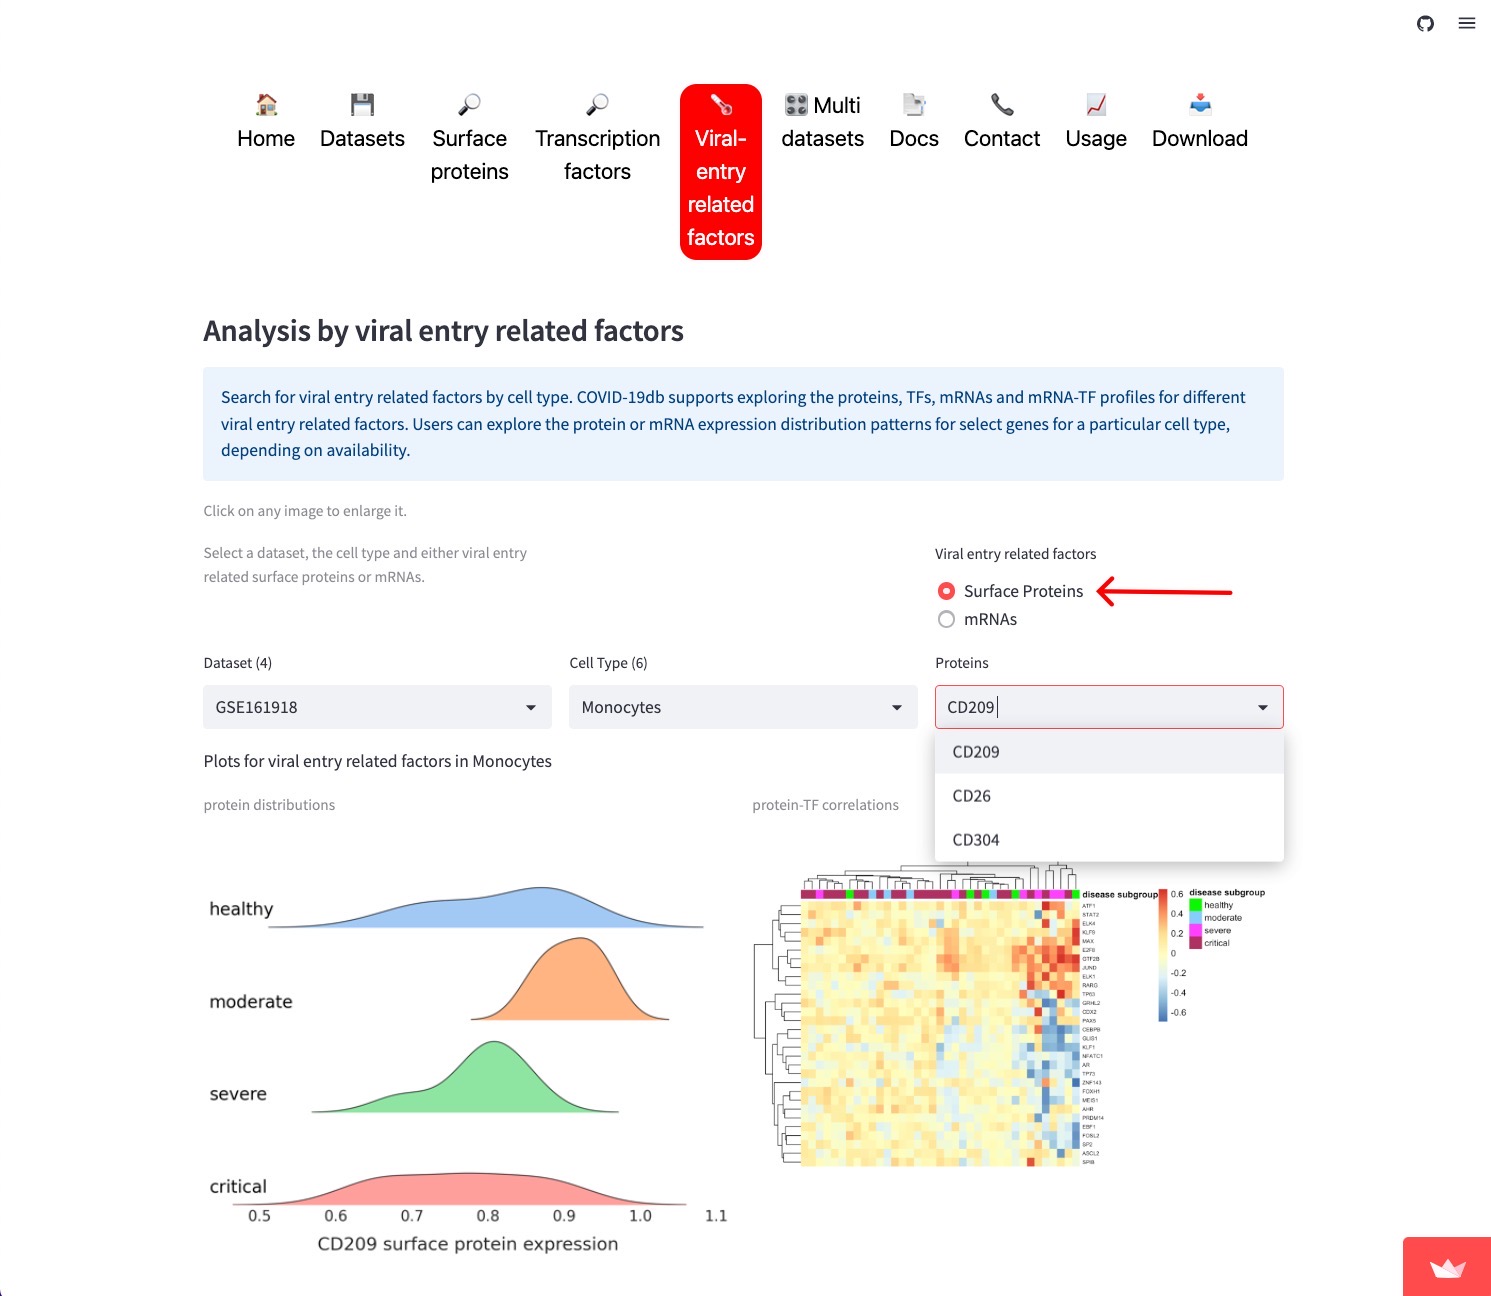 Home
Datasets
Surface
proteins
Transcription
factors
Viral-
entry
related
factors
Multi
datasets
Docs
Contact
Usage
Download
Analysis by viral entry related factors
Search for viral entry related factors by cell type. COVID-19db supports exploring the proteins, TFs, mRNAs and mRNA-TF profiles for different
viral entry related factors. Users can explore the protein or mRNA expression distribution patterns for select genes for a particular cell type,
depending on availability.
Click on any image to enlarge it.
Select a dataset, the cell type and either viral entry
related surface proteins or mRNAs.
Viral entry related factors
Surface Proteins
mRNAs
Dataset (4)
Cell Type (6)
Proteins
GSE161918
Monocytes
CD209
CD209
CD26
CD304
Plots for viral entry related factors in Monocytes
protein distributions
protein-TF correlations
healthy
moderate
severe
critical
0.5 0.6 0.7 0.8 0.9 1.0 1.1
CD209 surface protein expression
disease subgroup
ATF1
STAT2
ELK4
KLF9
MAX
E2F8
GTF2B
JUND
ELK1
RARG
TP63
GRHL2
CDX2
PAX5
CEBPB
GLIS1
KLF1
NFATC1
AR
TP73
ZNF143
FOXH1
MEIS1
AHR
PRDM14
EBF1
FOSL2
SP2
ASCL2
SPIB
0.6
0.4
0.2
0
-0.2
-0.4
-0.6
disease subgroup
healthy
moderate
severe
critical